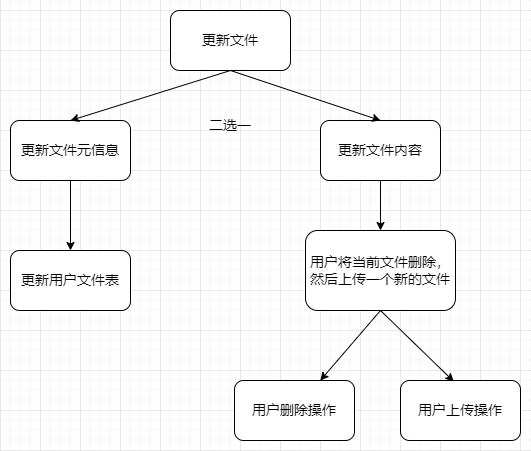 更新文件
二选一
更新文件元信息
更新文件内容
更新用户文件表
用户将当前文件删除，
然后上传一个新的文件
用户删除操作
用户上传操作